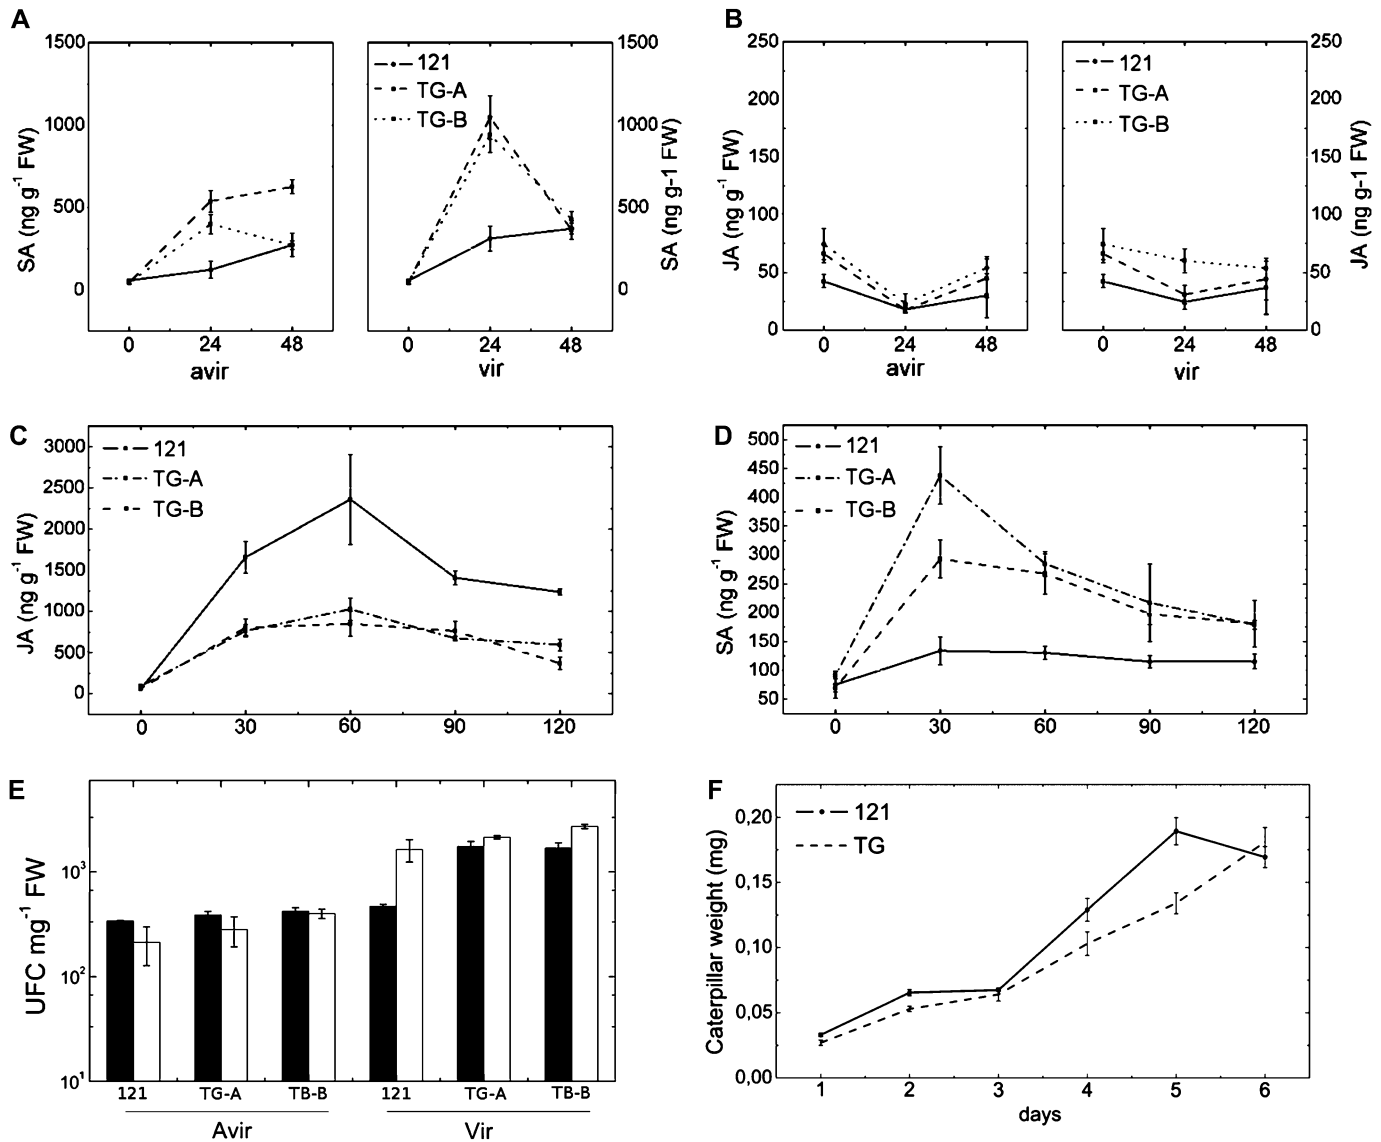 A
SA (ng g⁻¹ FW)
1500
1000
500
0
0 24 48
avir
121
TG-A
TG-B
1500
1000
500
0
SA (ng g-1 FW)
0 24 48
vir
B
JA (ng g⁻¹ FW)
250
200
150
100
50
0
0 24 48
avir
121
TG-A
TG-B
250
200
150
100
50
0
JA (ng g-1 FW)
0 24 48
vir
C
JA (ng g¹ FW)
3000
2500
2000
1500
1000
500
0
121
TG-A
TG-B
0 30 60 90 120
D
SA (ng g¹ FW)
500
450
400
350
300
250
200
150
100
50
121
TG-A
TG-B
0 30 60 90 120
E
UFC mg⁻¹ FW
10³
10²
10¹
121 TG-A TB-B 121 TG-A TB-B
Avir Vir
F
Caterpillar weight (mg)
0,20
0,15
0,10
0,05
0,00
121
TG
1 2 3 4 5 6
days